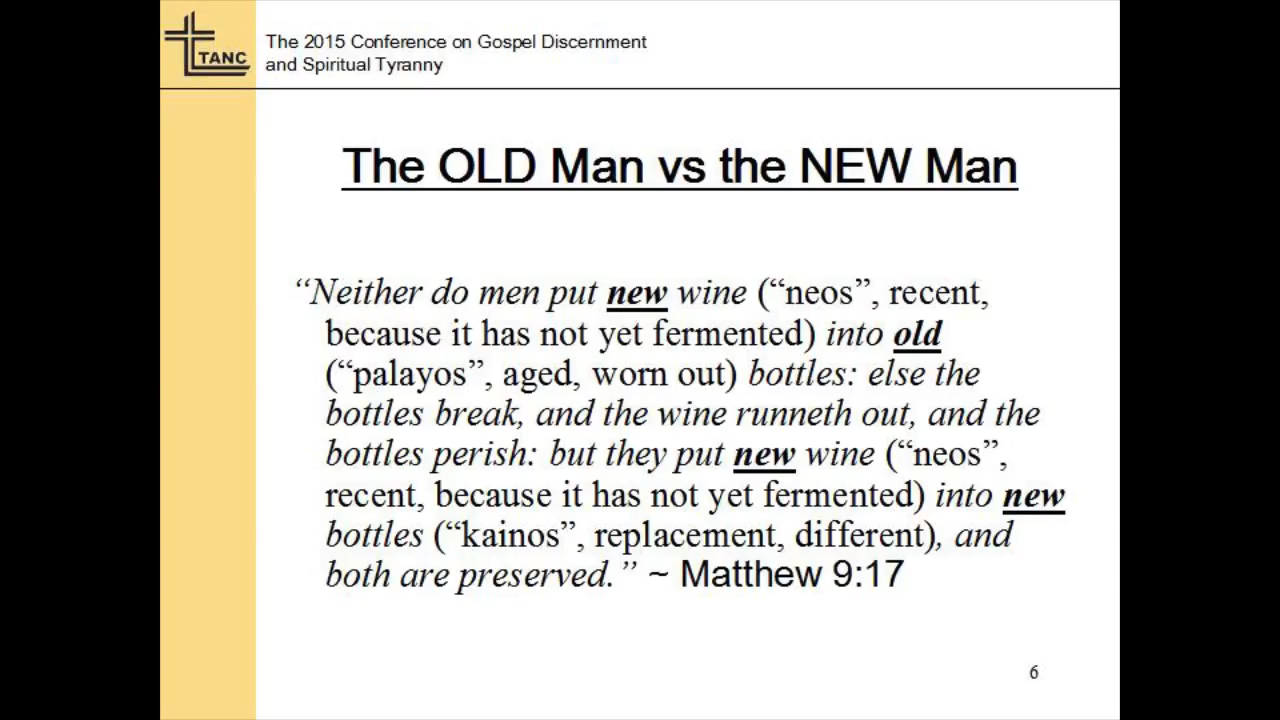 TANC
The 2015 Conference on Gospel Discernment
and Spiritual Tyranny
The OLD Man vs the NEW Man
“Neither do men put new wine (“neos”, recent,
because it has not yet fermented) into old
(“palayos”, aged, worn out) bottles: else the
bottles break, and the wine runneth out, and the
bottles perish: but they put new wine (“neos”,
recent, because it has not yet fermented) into new
bottles (“kainos”, replacement, different), and
both are preserved.” ~ Matthew 9:17
6